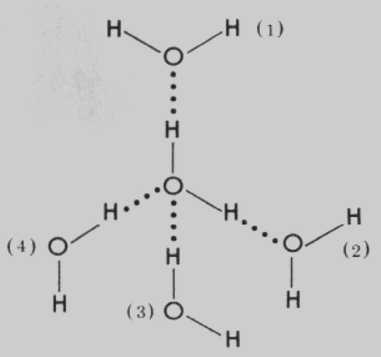 H H (1)
O
H
O
H H
(4) O O H
(2)
H
H H
(3) O
H